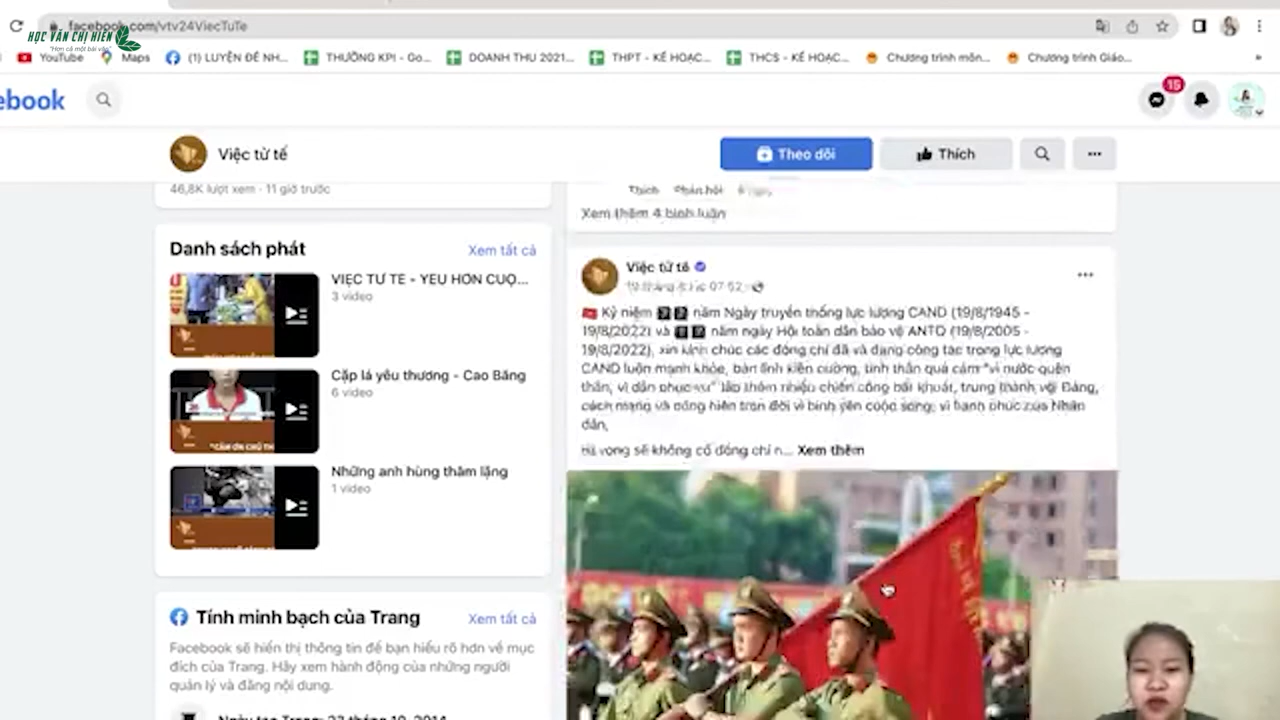 facebook.com/vtv24ViecTuTe
HỌC VĂN CHỊ HIÊN
"Hơn cả một bài văn"
YouTube
Maps
(1) LUYỆN ĐỀ NH...
THƯỞNG KPI - Go...
DOANH THU 2021...
THPT - KẾ HOẠC...
THCS - KẾ HOẠC...
Chương trình môn...
Chương trình Giáo...
»
ebook
15
Việc tử tế
Theo dõi
Thích
46,8K lượt xem · 11 giờ trước
Thích Phản hồi
Xem thêm 4 bình luận
Danh sách phát
Xem tất cả
VIỆC TỬ TẾ - YÊU HƠN CUỘ...
3 video
Cặp lá yêu thương - Cao Bằng
6 video
Những anh hùng thầm lặng
1 video
Việc tử tế
Kỷ niệm năm Ngày truyền thống lực lượng CAND (19/8/1945 -
19/8/2022) và năm ngày Hội toàn dân bảo vệ ANTQ (19/8/2005 -
19/8/2022), xin kính chúc các đồng chí đã và đang công tác trong lực lượng
CAND luôn mạnh khỏe, bản lĩnh kiên cường, tinh thần quả cảm "vì nước quên
thân, vì dân phục vụ" lập thêm nhiều chiến công bất khuất, trung thành với Đảng,
cách mạng và cống hiến trọn đời vì bình yên cuộc sống, vì hạnh phúc của Nhân
dân,
Hi vọng sẽ không có đồng chí n... Xem thêm
Tính minh bạch của Trang
Xem tất cả
Facebook sẽ hiển thị thông tin để bạn hiểu rõ hơn về mục
đích của Trang. Hãy xem hành động của những người
quản lý và đăng nội dung.
Ngày tạo Trang: 23 tháng 10, 2014